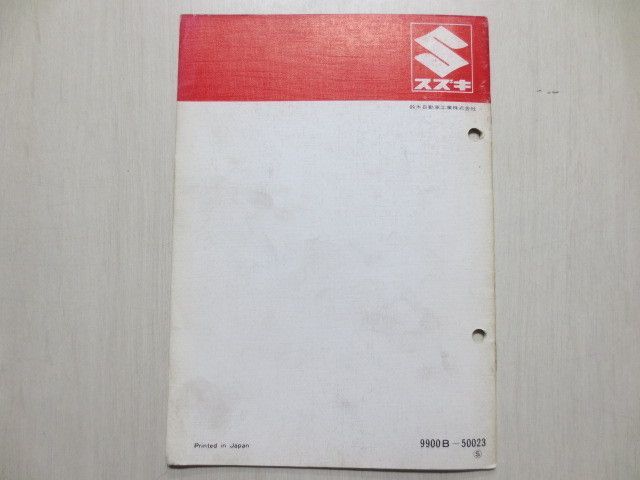 スズキ
鈴木自動車工業株式会社
Printed in Japan
9900B－50023
Ⓢ